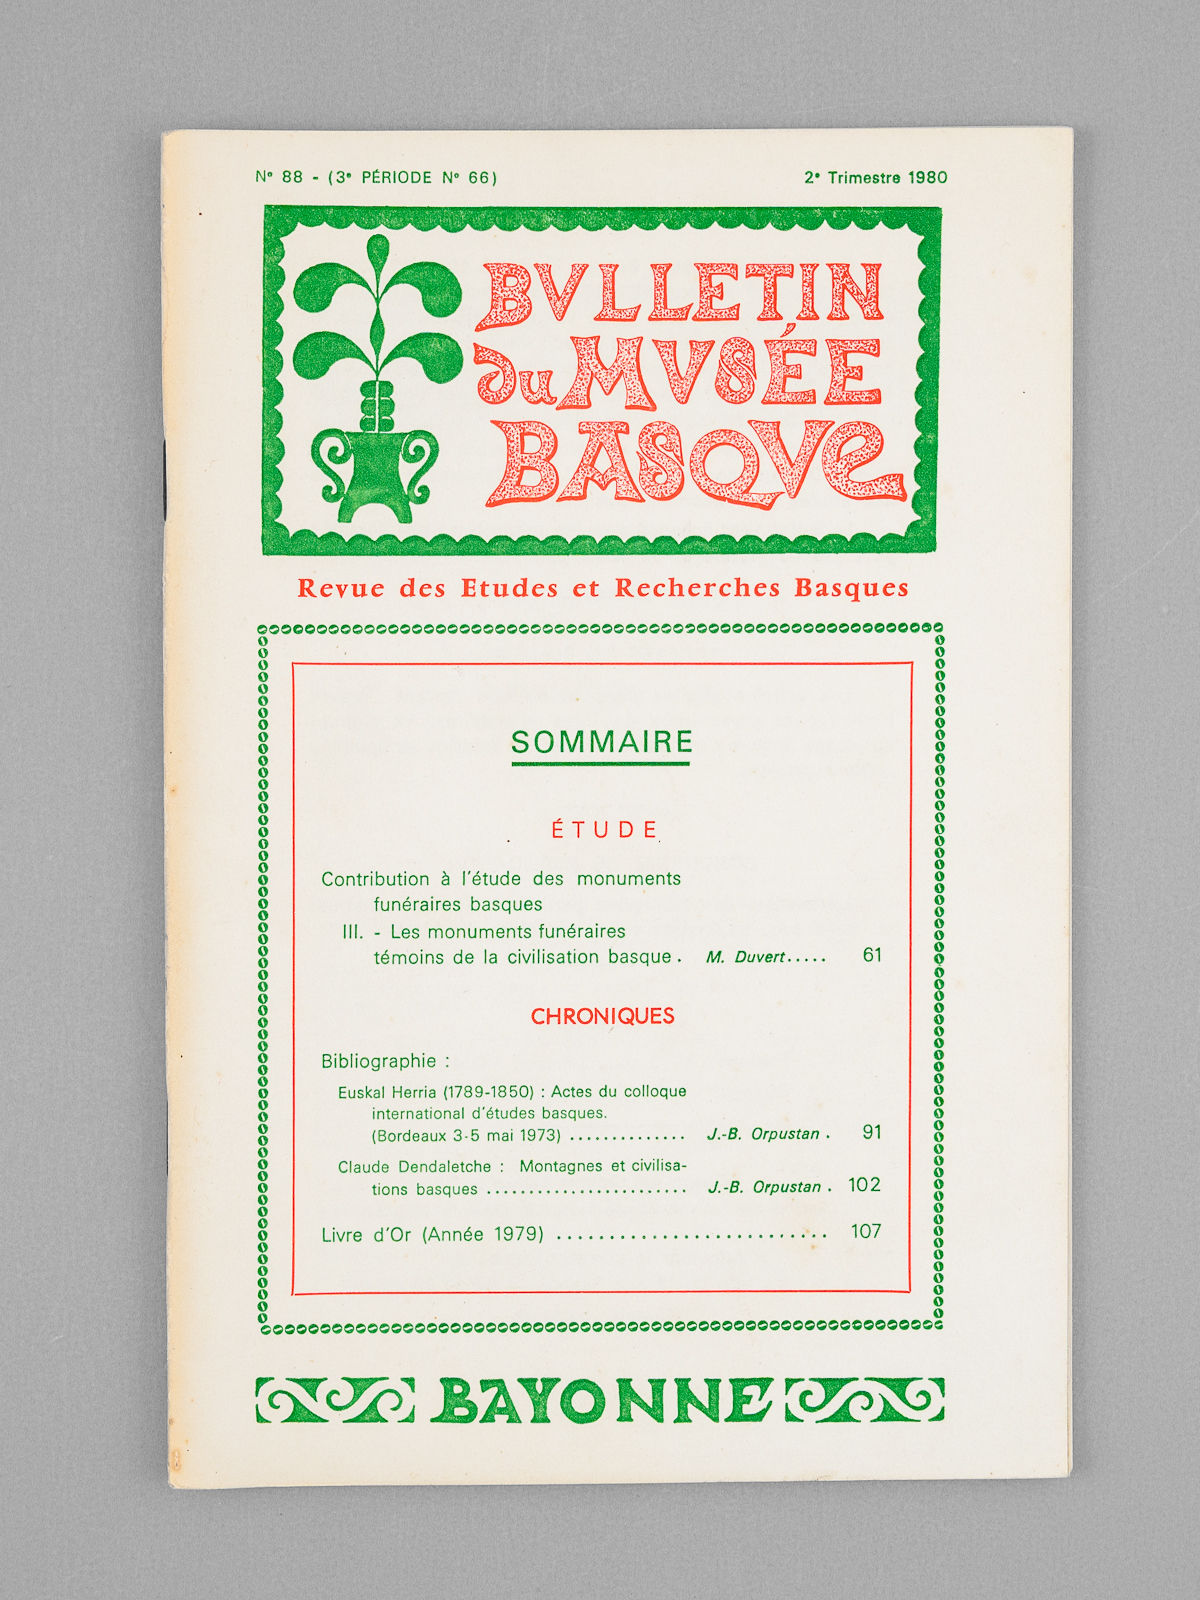 Nº 88 - (3ᵉ PÉRIODE Nº 66)
2ᵉ Trimestre 1980
BVLLETIN
du MVSÉE
BASQVe
Revue des Etudes et Recherches Basques
SOMMAIRE
ÉTUDE
Contribution à l'étude des monuments
funéraires basques
III. - Les monuments funéraires
témoins de la civilisation basque . M. Duvert ..... 61
CHRONIQUES
Bibliographie :
Euskal Herria (1789-1850) : Actes du colloque
international d'études basques.
(Bordeaux 3-5 mai 1973) .............. J.-B. Orpustan . 91
Claude Dendaletche : Montagnes et civilisa-
tions basques ........................ J.-B. Orpustan . 102
Livre d'Or (Année 1979) .......................... 107
BAYONNE